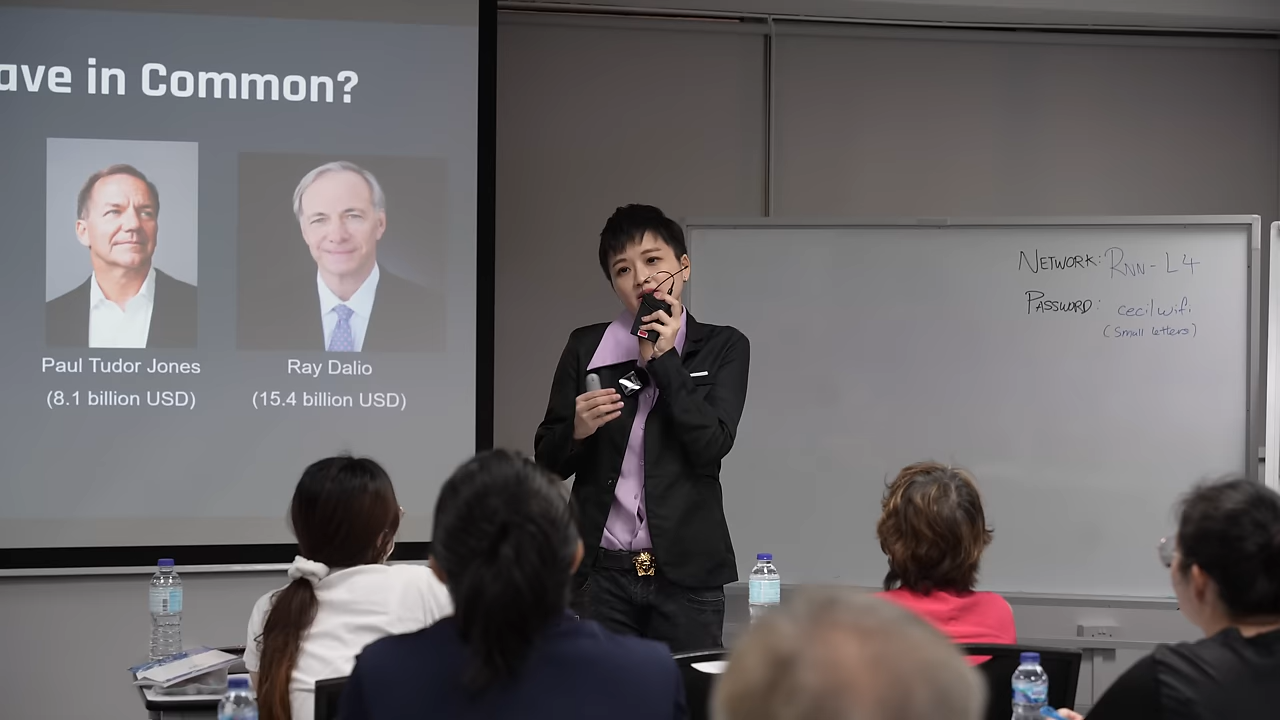 ave in Common?
Paul Tudor Jones
(8.1 billion USD)
Ray Dalio
(15.4 billion USD)
NETWORK: RNN-L4
PASSWORD: cecilwifi
(Small letters)